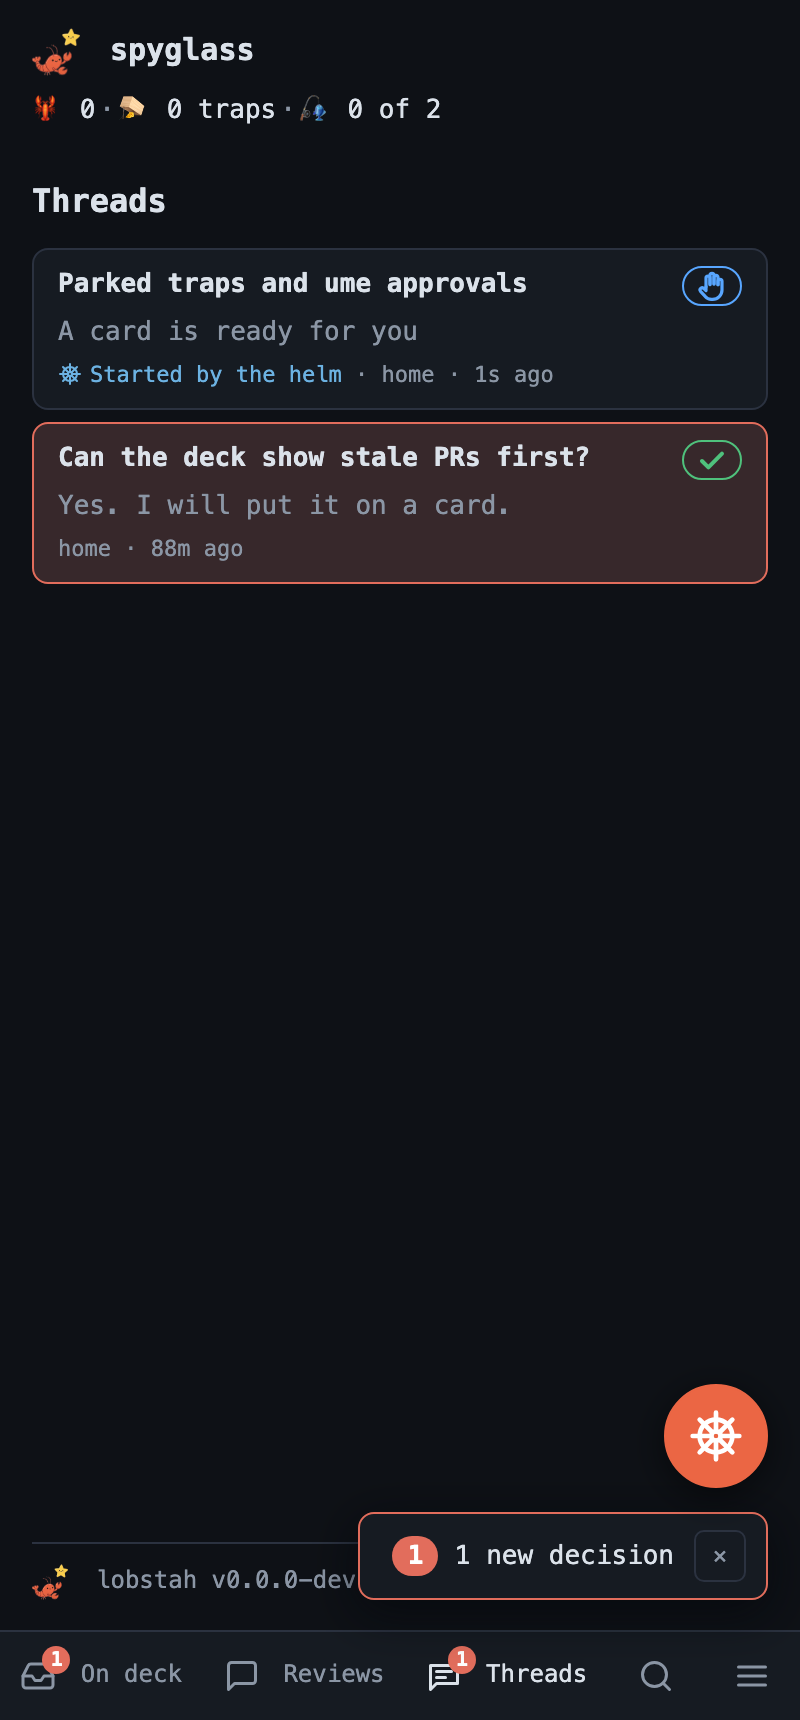 spyglass
0 · 0 traps · 0 of 2
Threads
Parked traps and ume approvals
A card is ready for you
Started by the helm · home · 1s ago
Can the deck show stale PRs first?
Yes. I will put it on a card.
home · 88m ago
1 1 new decision ×
lobstah v0.0.0-dev
1 On deck Reviews 1 Threads